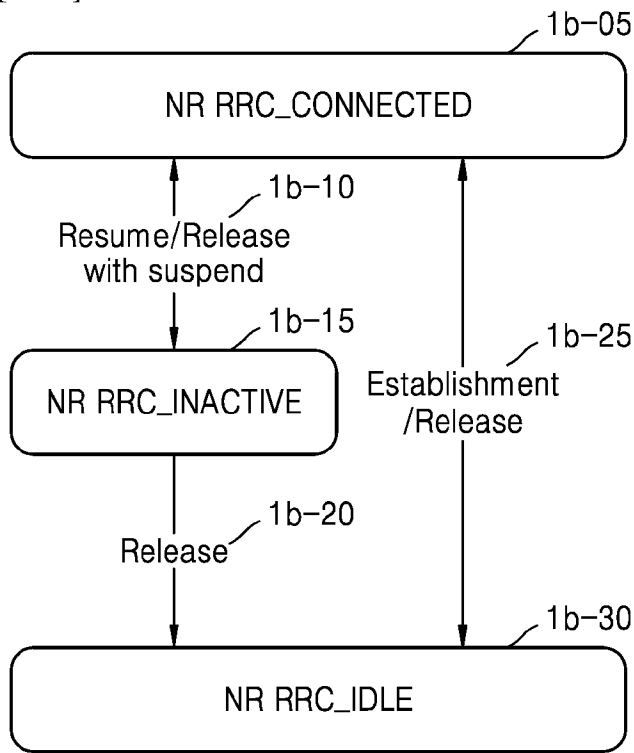 1b-05
NR RRC_CONNECTED
1b-10
Resume/Release
with suspend
1b-15
NR RRC_INACTIVE
1b-25
Establishment
/Release
1b-20
Release
1b-30
NR RRC_IDLE